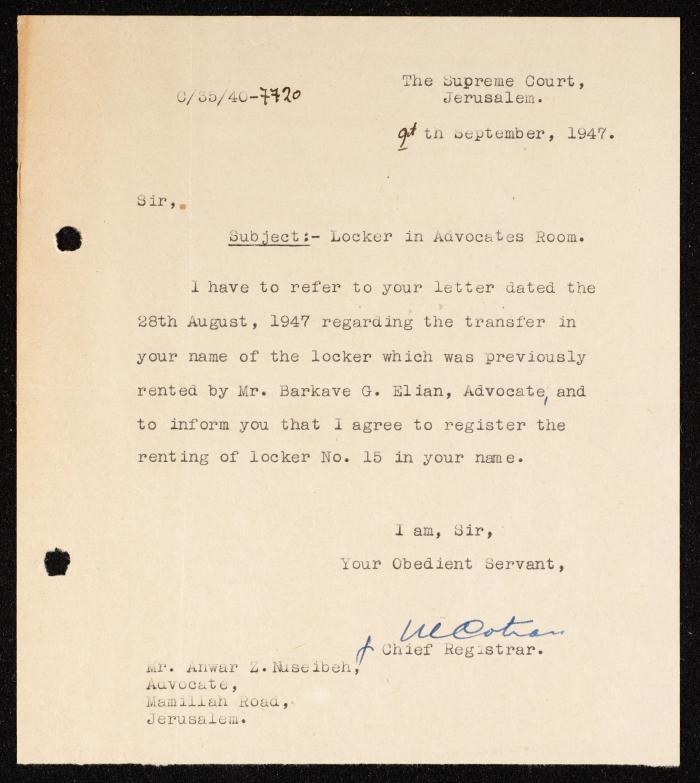 The Supreme Court,
C/35/40-7720
Jerusalem.
9th September, 1947.
Sir,
Subject:- Locker in Advocates Room.
I have to refer to your letter dated the
28th August, 1947 regarding the transfer in
your name of the locker which was previously
rented by Mr. Barkave G. Elian, Advocate, and
to inform you that I agree to register the
renting of locker No. 15 in your name.
I am, Sir,
Your Obedient Servant,
Chief Registrar.
Mr. Anwar Z. Nuseibeh,
Advocate,
Mamillah Road,
Jerusalem.